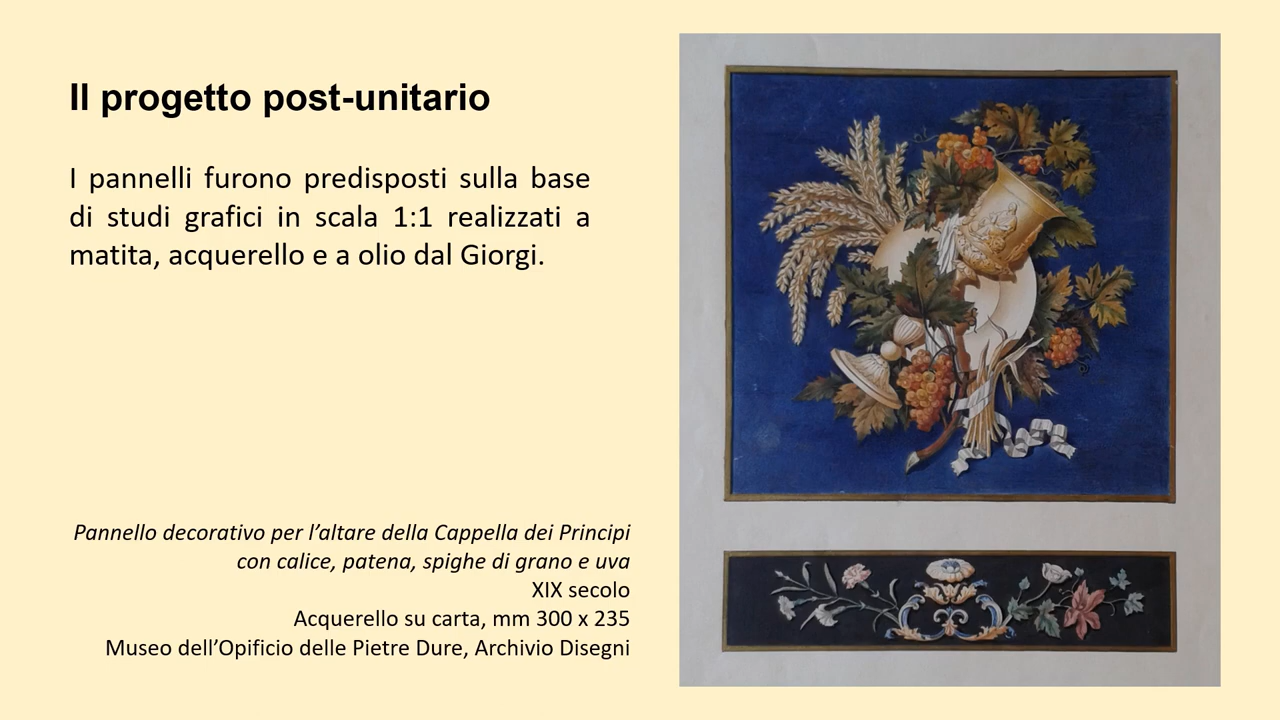 Il progetto post-unitario
I pannelli furono predisposti sulla base
di studi grafici in scala 1:1 realizzati a
matita, acquerello e a olio dal Giorgi.
Pannello decorativo per l’altare della Cappella dei Principi
con calice, patena, spighe di grano e uva
XIX secolo
Acquerello su carta, mm 300 x 235
Museo dell’Opificio delle Pietre Dure, Archivio Disegni